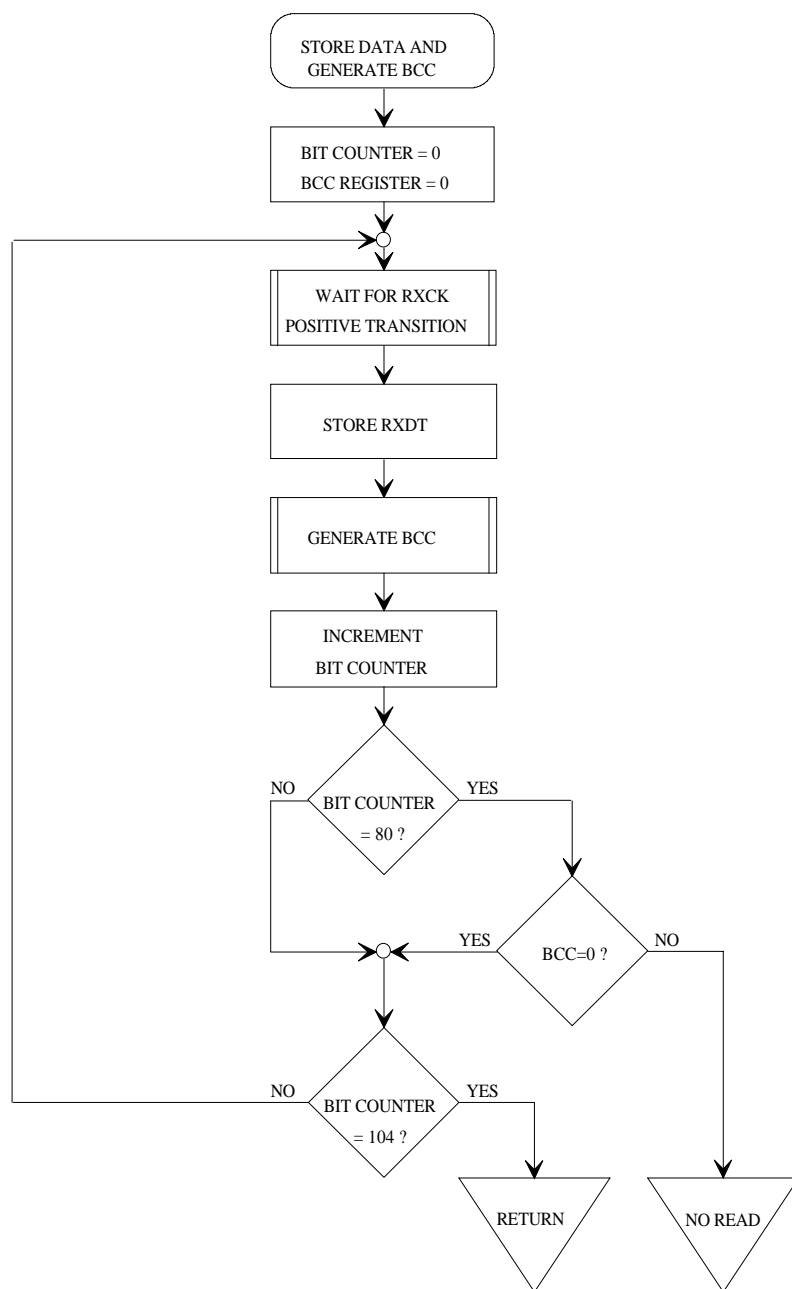 STORE DATA AND
GENERATE BCC
BIT COUNTER = 0
BCC REGISTER = 0
WAIT FOR RXCK
POSITIVE TRANSITION
STORE RXDT
GENERATE BCC
INCREMENT
BIT COUNTER
NO
YES
BIT COUNTER
= 80 ?
YES
BCC=0 ?
NO
NO
YES
BIT COUNTER
= 104 ?
RETURN
NO READ